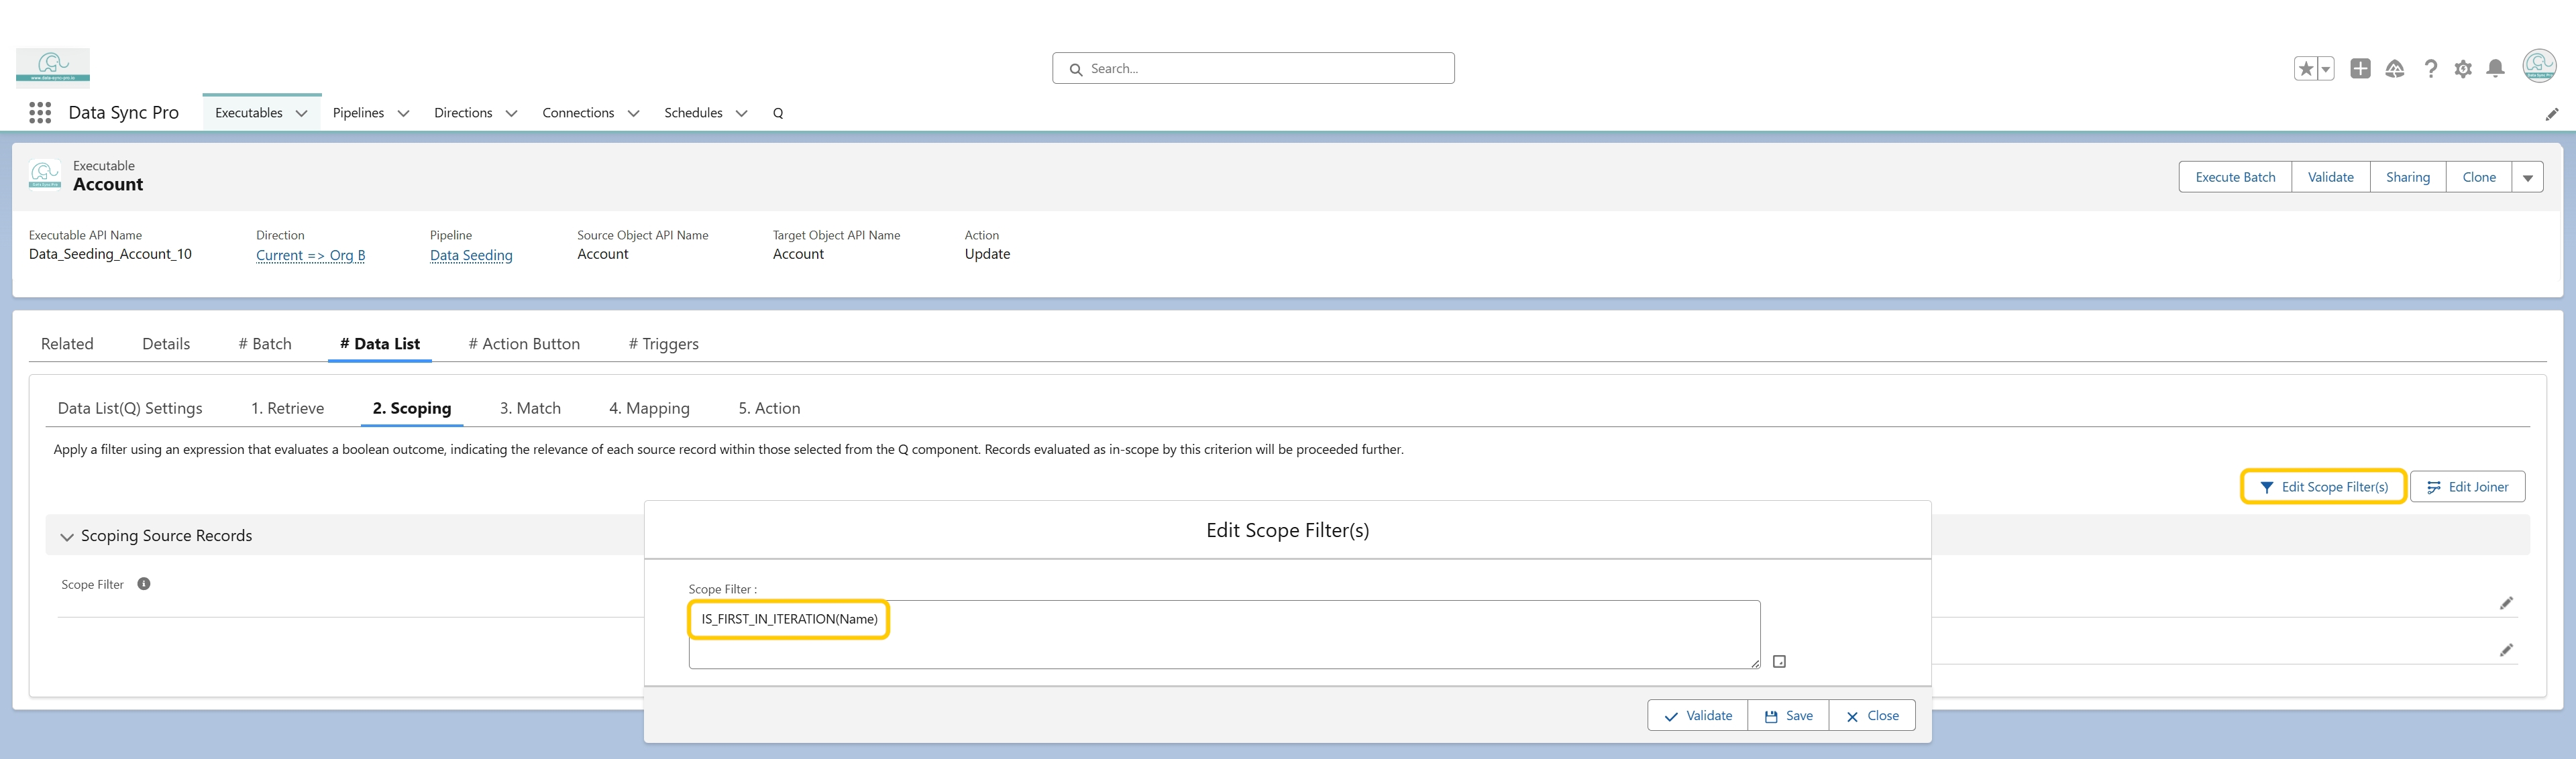 www.data-sync-pro.io
Search...
Data Sync Pro
Executables
Pipelines
Directions
Connections
Schedules
Q
Executable
Account
Execute Batch
Validate
Sharing
Clone
Executable API Name
Direction
Pipeline
Source Object API Name
Target Object API Name
Action
Data_Seeding_Account_10
Current => Org B
Data Seeding
Account
Account
Update
Related
Details
# Batch
# Data List
# Action Button
# Triggers
Data List(Q) Settings
1. Retrieve
2. Scoping
3. Match
4. Mapping
5. Action
Apply a filter using an expression that evaluates a boolean outcome, indicating the relevance of each source record within those selected from the Q component. Records evaluated as in-scope by this criterion will be proceeded further.
Edit Scope Filter(s)
Edit Joiner
Scoping Source Records
Scope Filter
Edit Scope Filter(s)
Scope Filter :
IS_FIRST_IN_ITERATION(Name)
Validate
Save
Close